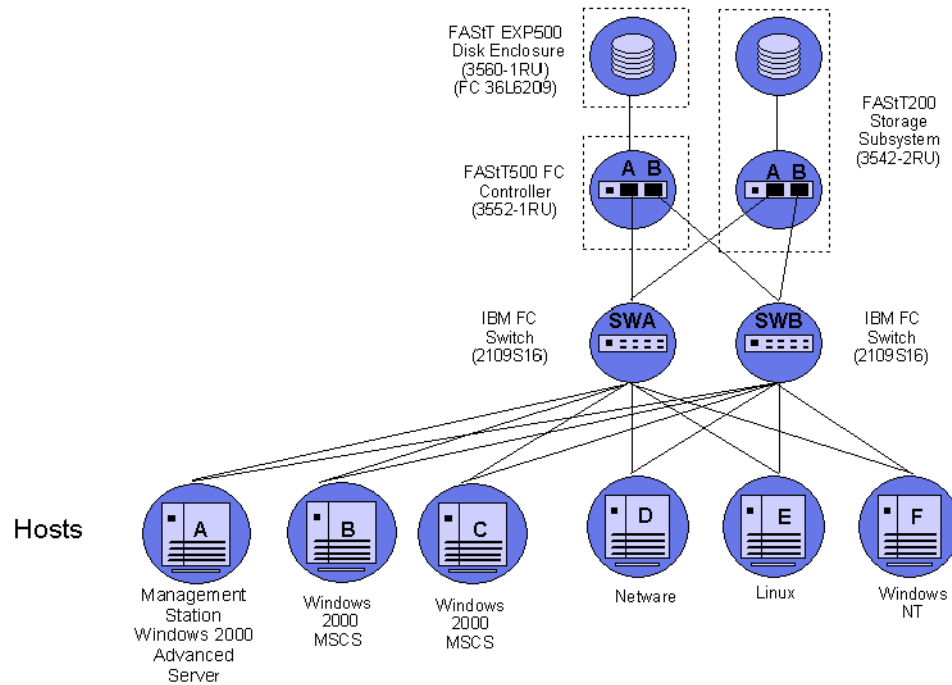 FAStT EXP500
Disk Enclosure
(3560-1RU)
(FC 36L6209)
FAStT200
Storage
Subsystem
(3542-2RU)
FAStT500 FC
Controller
(3552-1RU)
A B
A B
IBM FC
Switch
(2109S16)
SWA
SWB
IBM FC
Switch
(2109S16)
Hosts
A
B
C
D
E
F
Management
Station
Windows 2000
Advanced
Server
Windows
2000
MSCS
Windows
2000
MSCS
Netware
Linux
Windows
NT